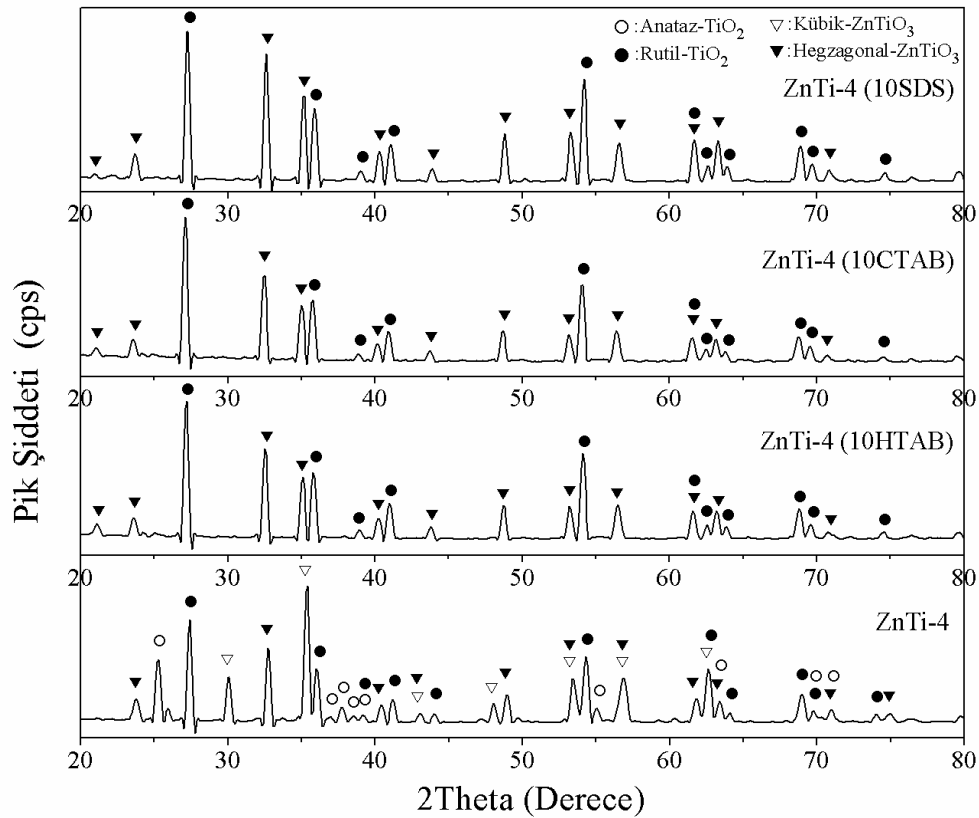 ○:Anataz-TiO2 ▽:Kübik-ZnTiO3
●:Rutil-TiO2 ▼:Hegzagonal-ZnTiO3
ZnTi-4 (10SDS)
20 30 40 50 60 70 80
ZnTi-4 (10CTAB)
20 30 40 50 60 70 80
ZnTi-4 (10HTAB)
20 30 40 50 60 70 80
ZnTi-4
20 30 40 50 60 70 80
Pik Şiddeti (cps)
2Theta (Derece)